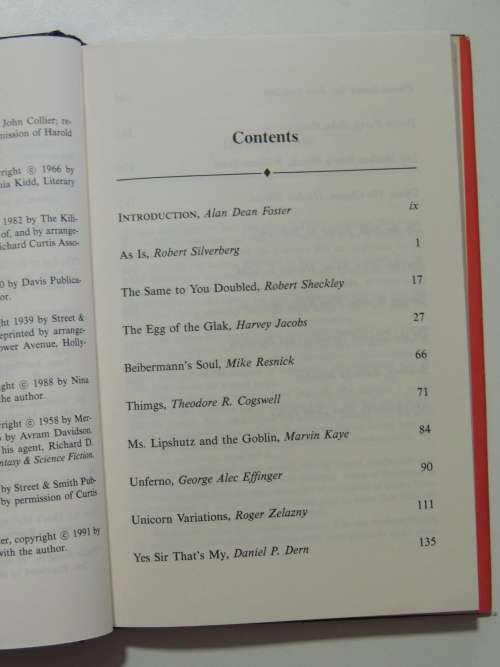 John Collier; re-
mission of Harold
right © 1966 by
nia Kidd, Literary
1982 by The Kili-
of, and by arrange-
ichard Curtis Asso-
0 by Davis Publica-
or.
ht 1939 by Street &
eprinted by arrange-
ower Avenue, Holly-
ght © 1988 by Nina
right © 1958 by Mer-
by Avram Davidson.
his agent, Richard D.
ntasy & Science Fiction.
by Street & Smith Pub-
by permission of Curtis
er, copyright © 1991 by
with the author.
Contents
INTRODUCTION, Alan Dean Foster ix
As Is, Robert Silverberg 1
The Same to You Doubled, Robert Sheckley 17
The Egg of the Glak, Harvey Jacobs 27
Beibermann's Soul, Mike Resnick 66
Thimgs, Theodore R. Cogswell 71
Ms. Lipshutz and the Goblin, Marvin Kaye 84
Unferno, George Alec Effinger 90
Unicorn Variations, Roger Zelazny 111
Yes Sir That's My, Daniel P. Dern 135